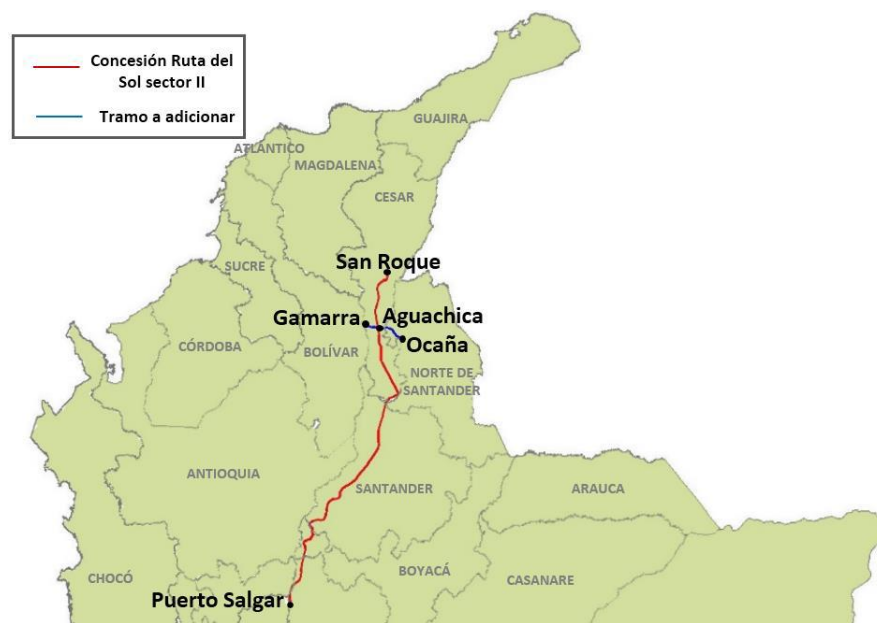 Concesión Ruta del
Sol sector II
Tramo a adicionar
GUAJIRA
ATLÁNTICO
MAGDALENA
CESAR
San Roque
SUCRE
Gamarra
Aguachica
Ocaña
CÓRDOBA
BOLÍVAR
NORTE DE
SANTANDER
ANTIOQUIA
SANTANDER
ARAUCA
CHOCÓ
BOYACÁ
CASANARE
Puerto Salgar